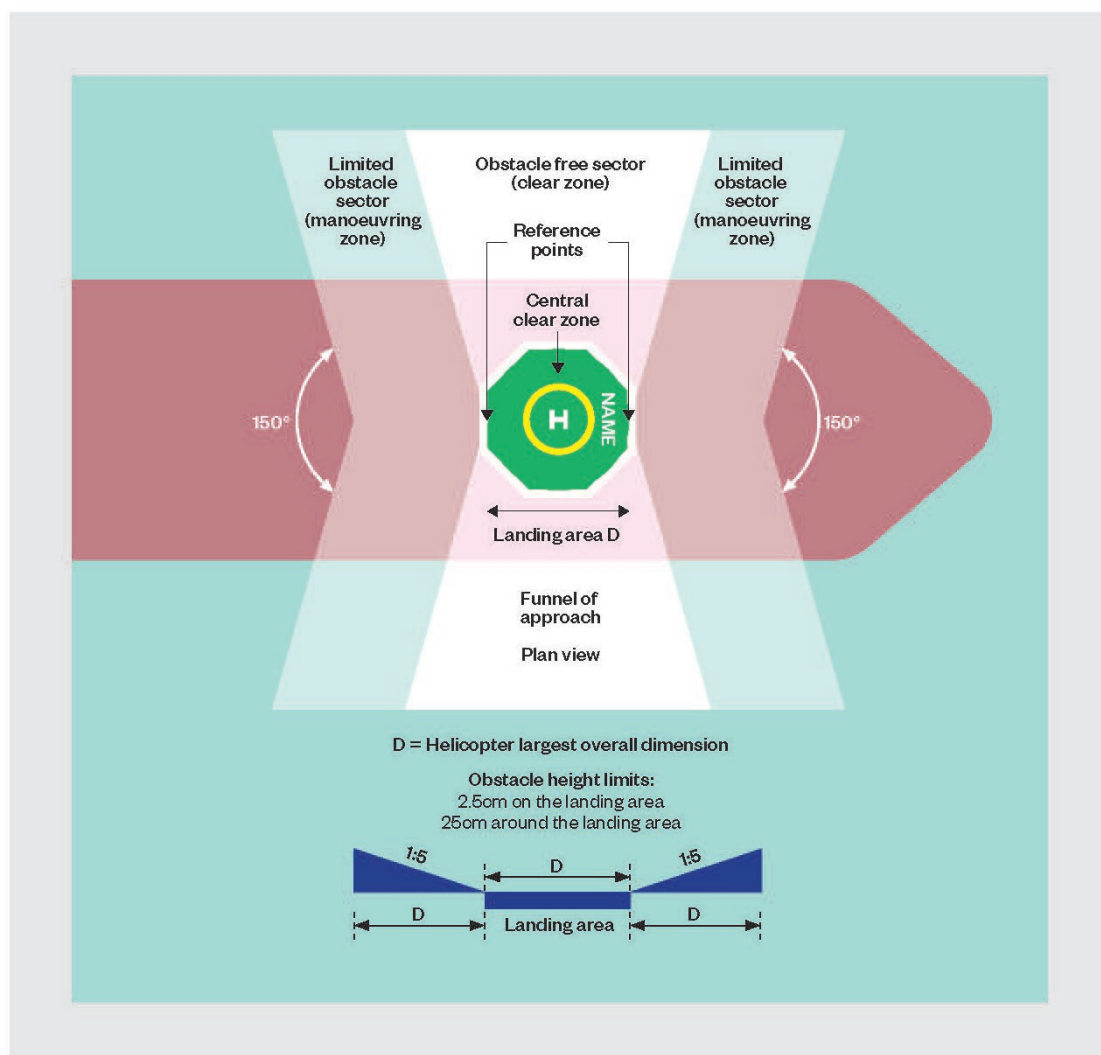 Limited
obstacle
sector
(manoeuvring
zone)
Obstacle free sector
(clear zone)
Limited
obstacle
sector
(manoeuvring
zone)
Reference
points
Central
clear zone
150°
H
NAME
150°
Landing area D
Funnel of
approach
Plan view
D = Helicopter largest overall dimension
Obstacle height limits:
2.5cm on the landing area
25cm around the landing area
1:5
D
1:5
D
Landing area
D